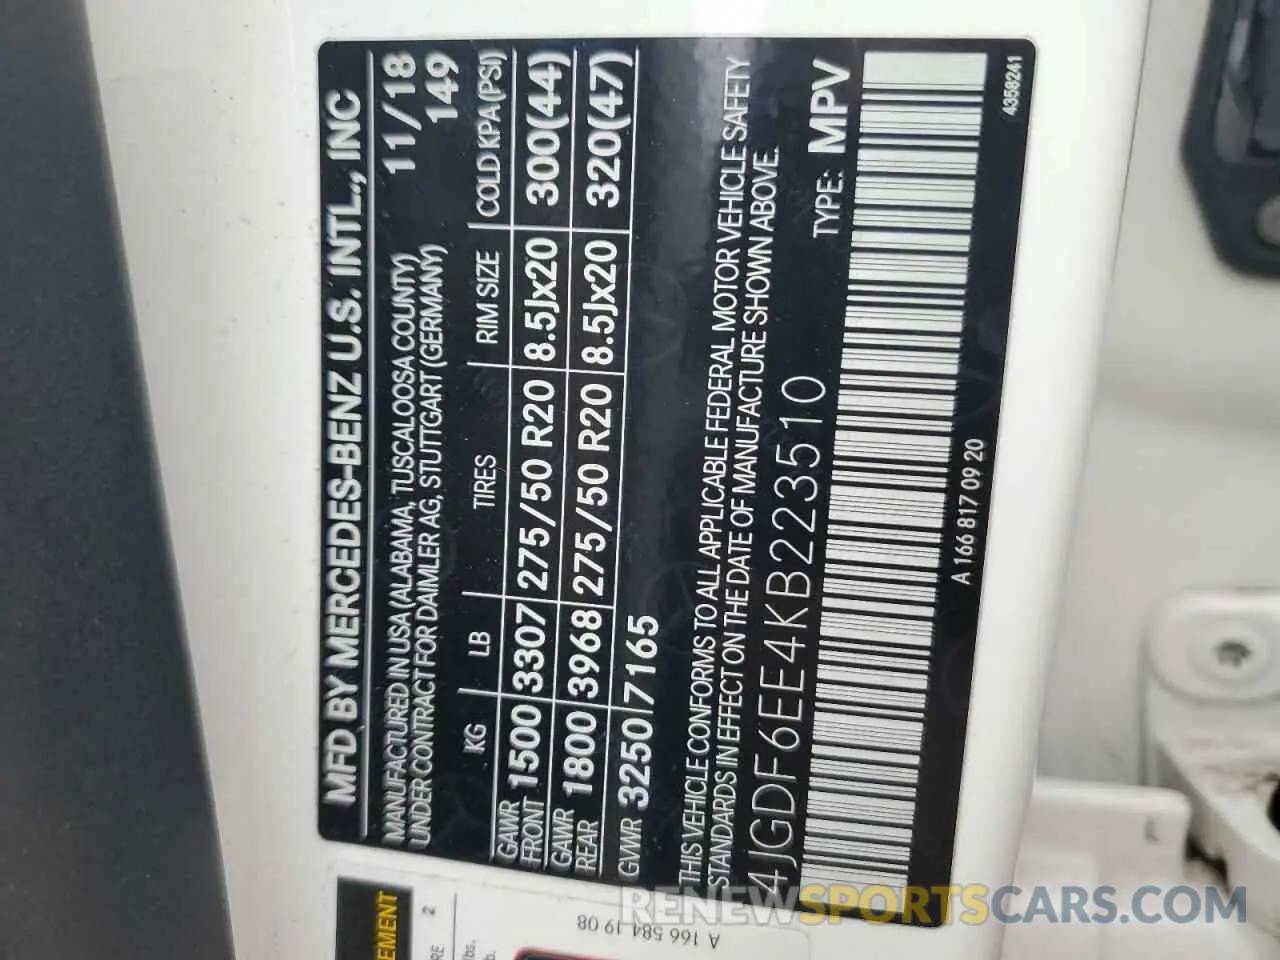 MFD BY MERCEDES-BENZ U.S. INTL., INC
MANUFACTURED IN USA (ALABAMA, TUSCALOOSA COUNTY) 11/18
UNDER CONTRACT FOR DAIMLER AG, STUTTGART (GERMANY) 149
KG LB TIRES RIM SIZE COLD KPA (PSI)
GAWR FRONT 1500 3307 275/50 R20 8.5Jx20 300(44)
GAWR REAR 1800 3968 275/50 R20 8.5Jx20 320(47)
GVWR 3250 7165
THIS VEHICLE CONFORMS TO ALL APPLICABLE FEDERAL MOTOR VEHICLE SAFETY
STANDARDS IN EFFECT ON THE DATE OF MANUFACTURE SHOWN ABOVE.
4JGDF6EE4KB223510 TYPE: MPV
A 166 817 09 20
4358241
EMENT
2
A 166 584 19 08
RENEWSPORTSCARS.COM